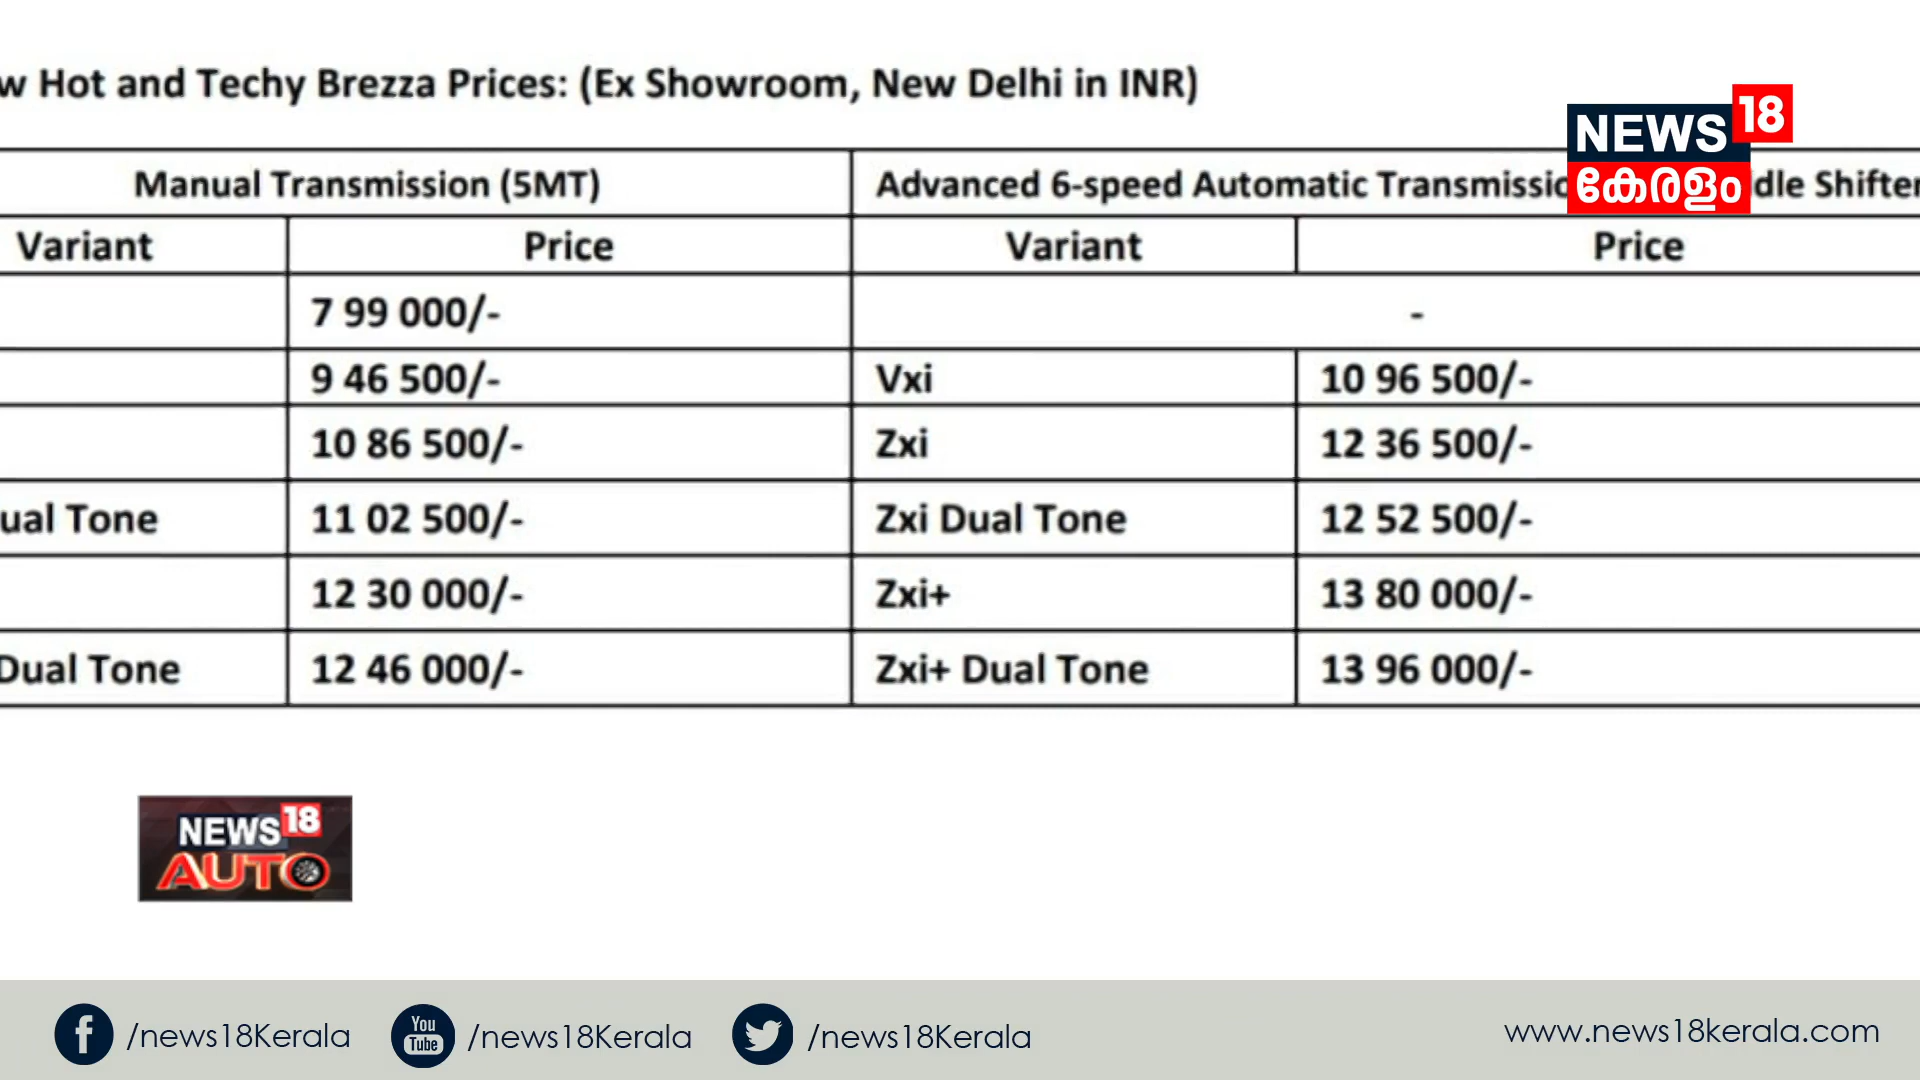 w Hot and Techy Brezza Prices: (Ex Showroom, New Delhi in INR)
NEWS 18
കേരളം
Manual Transmission (5MT) Advanced 6-speed Automatic Transmissio dle Shifter
Variant Price Variant Price
7 99 000/- -
9 46 500/- Vxi 10 96 500/-
10 86 500/- Zxi 12 36 500/-
ual Tone 11 02 500/- Zxi Dual Tone 12 52 500/-
12 30 000/- Zxi+ 13 80 000/-
Dual Tone 12 46 000/- Zxi+ Dual Tone 13 96 000/-
NEWS 18
AUTO
f /news18Kerala You Tube /news18Kerala /news18Kerala www.news18kerala.com